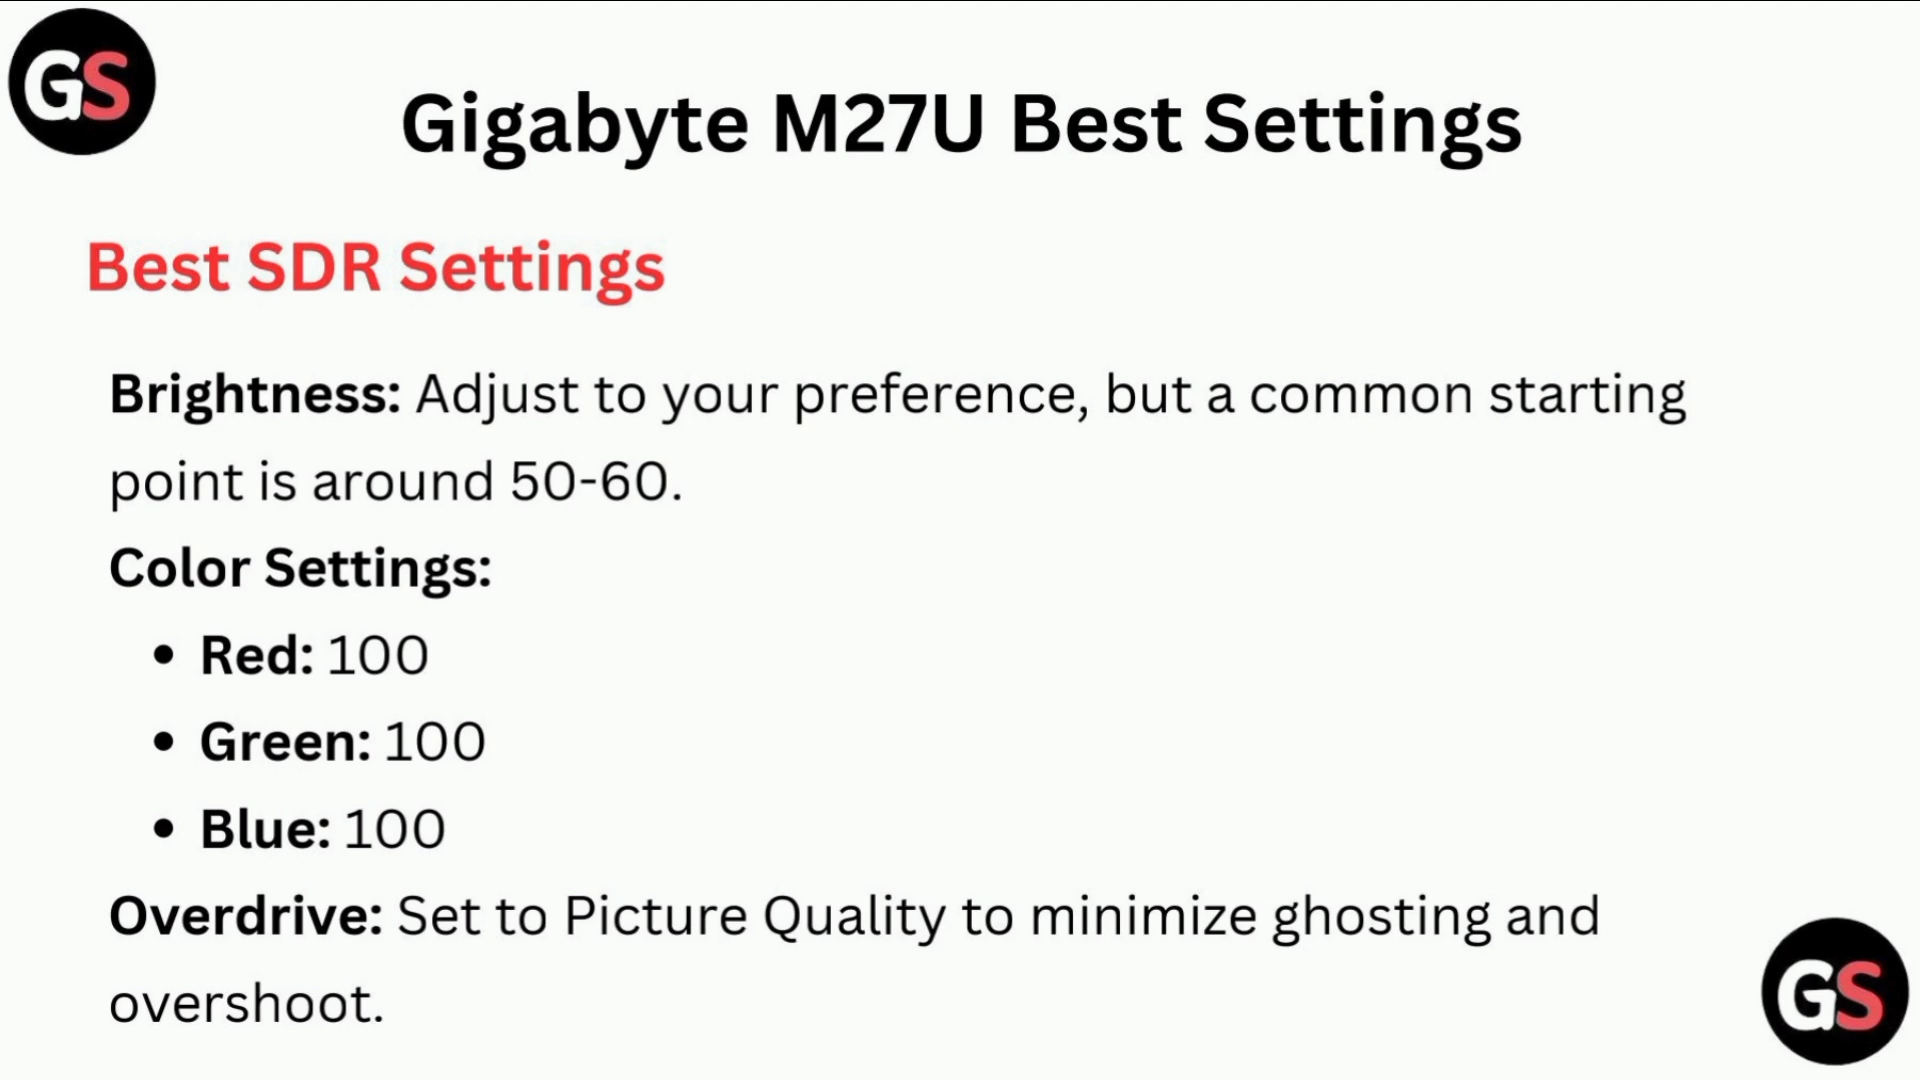 GS
Gigabyte M27U Best Settings
Best SDR Settings
Brightness: Adjust to your preference, but a common starting
point is around 50-60.
Color Settings:
• Red: 100
• Green: 100
• Blue: 100
Overdrive: Set to Picture Quality to minimize ghosting and
overshoot.
GS